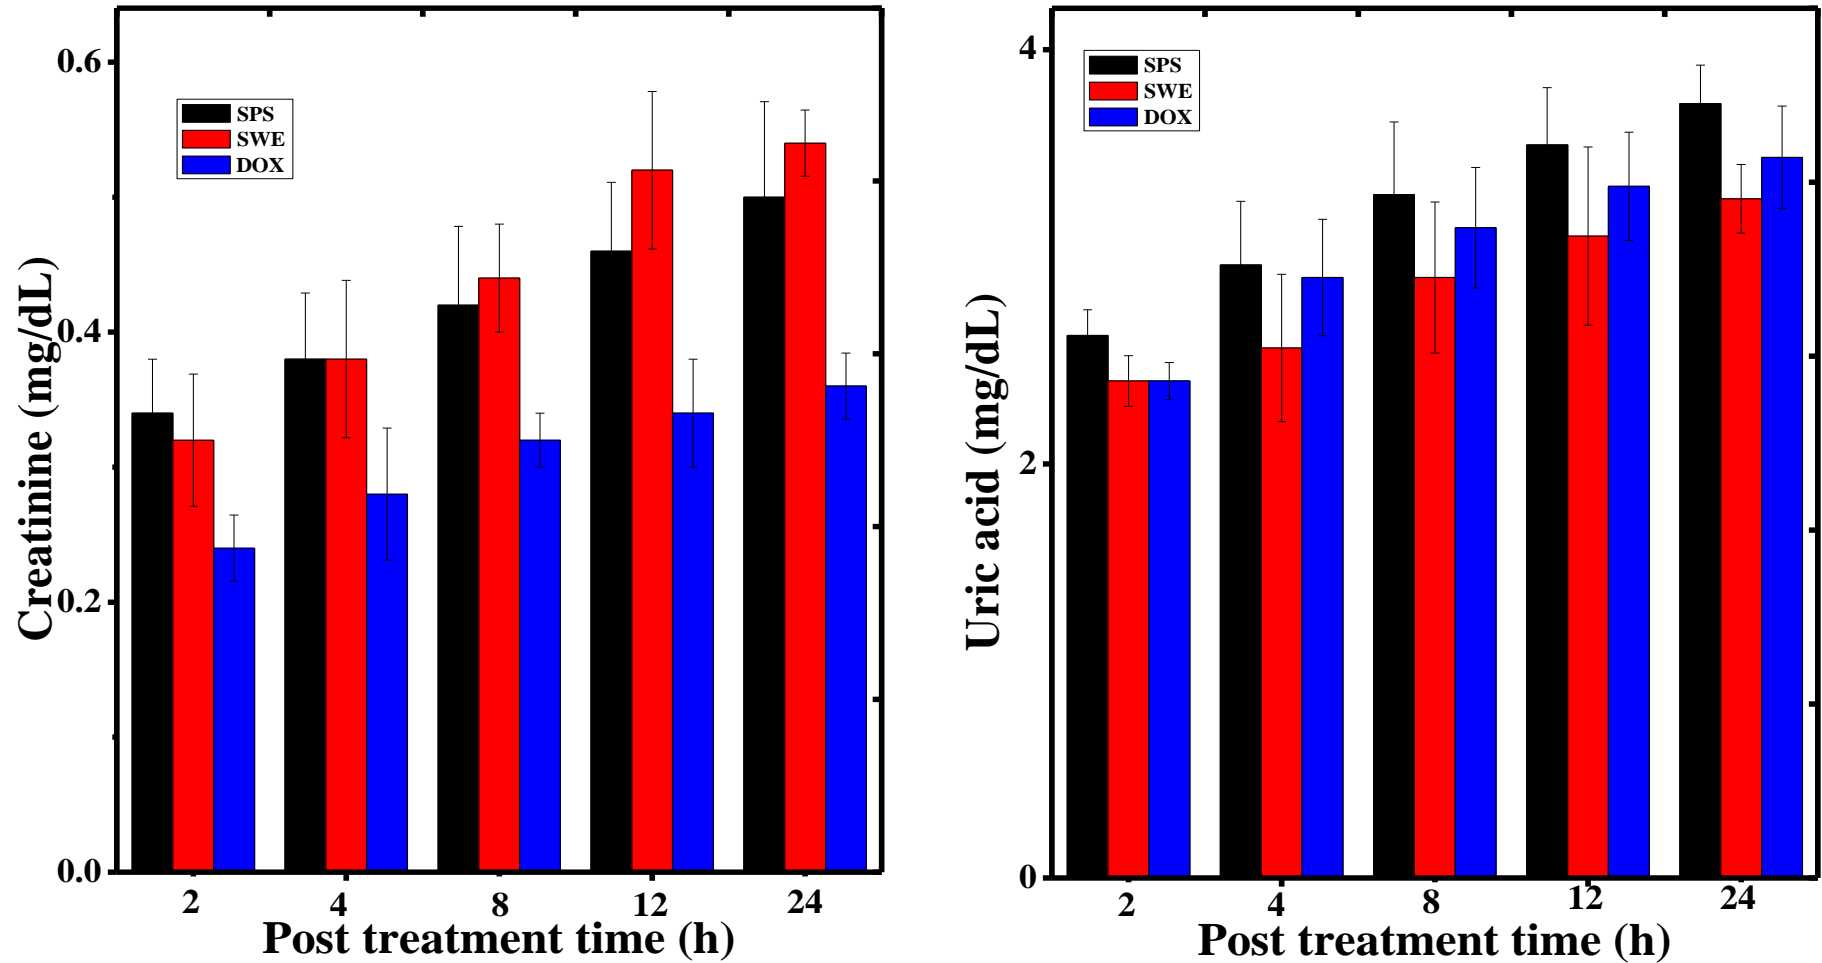 Creatinine (mg/dL)
0.6
0.4
0.2
0.0
SPS
SWE
DOX
2 4 8 12 24
Post treatment time (h)
Uric acid (mg/dL)
4
2
0
SPS
SWE
DOX
2 4 8 12 24
Post treatment time (h)